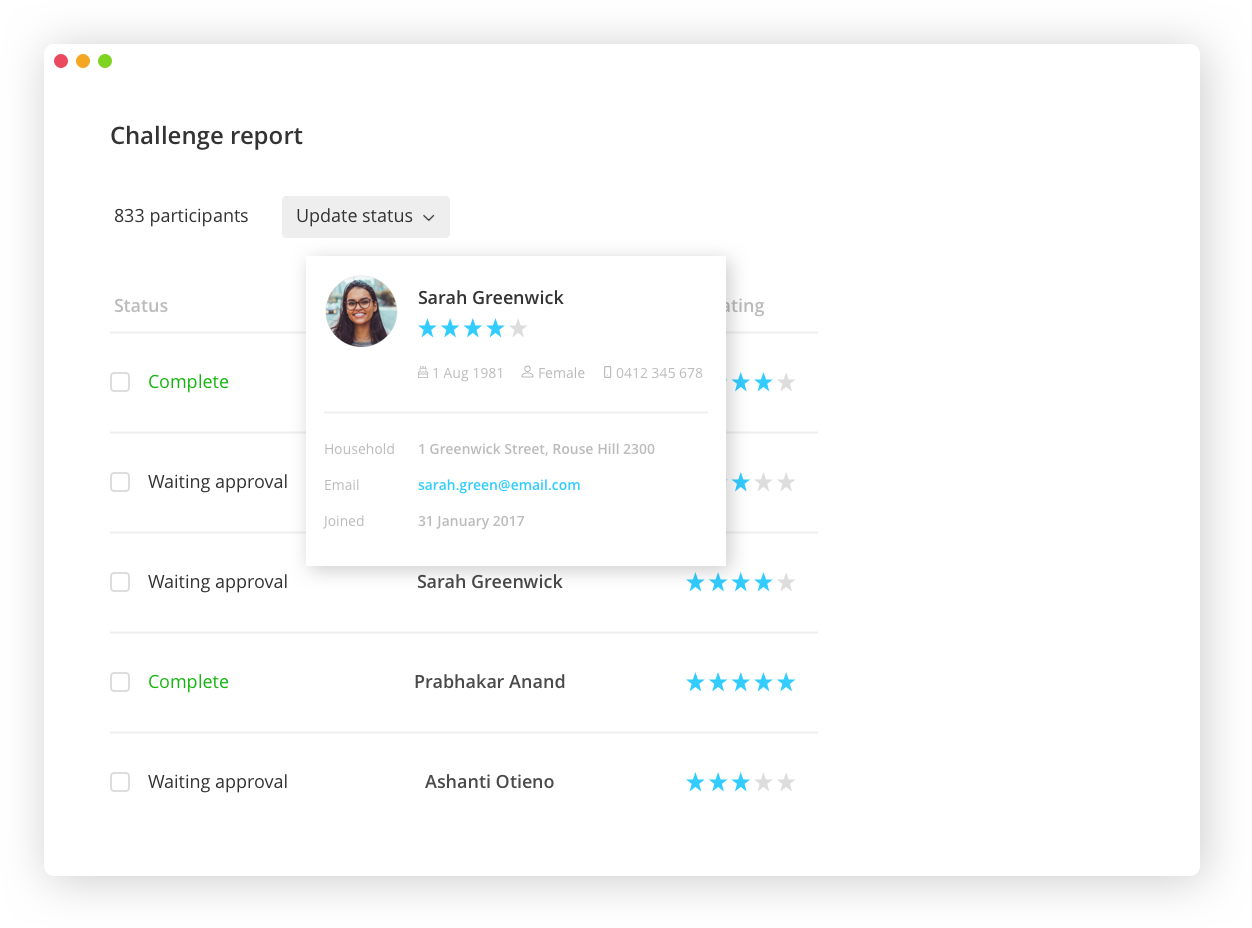 Challenge report
833 participants
Update status
Status
Sarah Greenwick
1 Aug 1981 Female 0412 345 678
Complete
Household 1 Greenwick Street, Rouse Hill 2300
Waiting approval
Email sarah.green@email.com
Joined 31 January 2017
Waiting approval Sarah Greenwick
Complete Prabhakar Anand
Waiting approval Ashanti Otieno